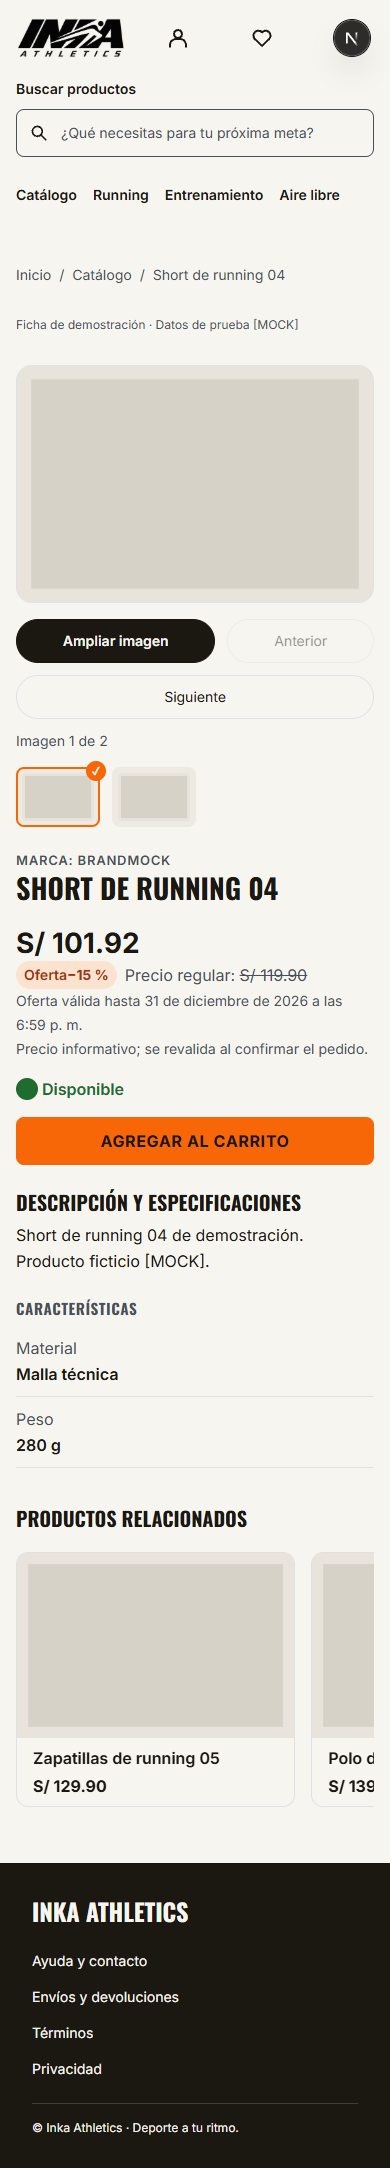 INKA
ATHLETICS
N
Buscar productos
¿Qué necesitas para tu próxima meta?
Catálogo Running Entrenamiento Aire libre
Inicio / Catálogo / Short de running 04
Ficha de demostración · Datos de prueba [MOCK]
Ampliar imagen Anterior
Siguiente
Imagen 1 de 2
MARCA: BRANDMOCK
SHORT DE RUNNING 04
S/ 101.92
Oferta−15 % Precio regular: S/ 119.90
Oferta válida hasta 31 de diciembre de 2026 a las
6:59 p. m.
Precio informativo; se revalida al confirmar el pedido.
Disponible
AGREGAR AL CARRITO
DESCRIPCIÓN Y ESPECIFICACIONES
Short de running 04 de demostración.
Producto ficticio [MOCK].
CARACTERÍSTICAS
Material
Malla técnica
Peso
280 g
PRODUCTOS RELACIONADOS
Zapatillas de running 05 Polo d
S/ 129.90 S/ 139
INKA ATHLETICS
Ayuda y contacto
Envíos y devoluciones
Términos
Privacidad
© Inka Athletics · Deporte a tu ritmo.